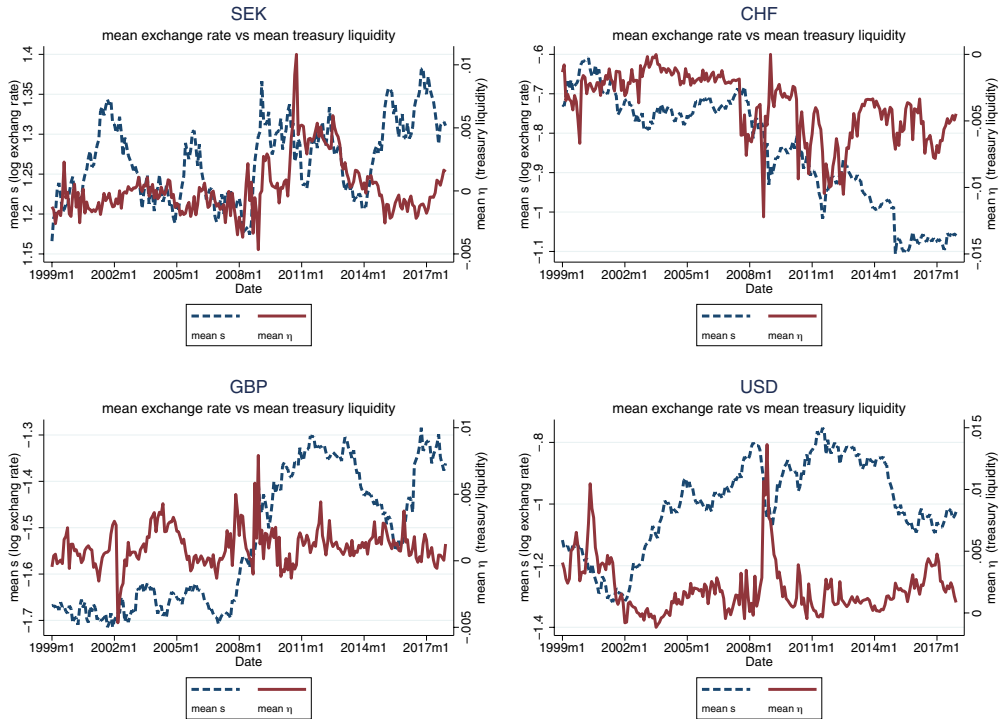 SEK
mean exchange rate vs mean treasury liquidity
mean s (log exchang rate)
1.15 1.2 1.25 1.3 1.35 1.4
-.005 0 .005 .01
mean η (treasury liquidity)
1999m1 2002m1 2005m1 2008m1 2011m1 2014m1 2017m1
Date
mean s mean η
CHF
mean exchange rate vs mean treasury liquidity
mean s (log exchang rate)
-1.1 -1 -.9 -.8 -.7 -.6
-.015 -.01 -.005 0
mean η (treasury liquidity)
1999m1 2002m1 2005m1 2008m1 2011m1 2014m1 2017m1
Date
mean s mean η
GBP
mean exchange rate vs mean treasury liquidity
mean s (log exchang rate)
-1.7 -1.6 -1.5 -1.4 -1.3
-.005 0 .005 .01
mean η (treasury liquidity)
1999m1 2002m1 2005m1 2008m1 2011m1 2014m1 2017m1
Date
mean s mean η
USD
mean exchange rate vs mean treasury liquidity
mean s (log exchang rate)
-1.4 -1.2 -1 -.8
0 .005 .01 .015
mean η (treasury liquidity)
1999m1 2002m1 2005m1 2008m1 2011m1 2014m1 2017m1
Date
mean s mean η